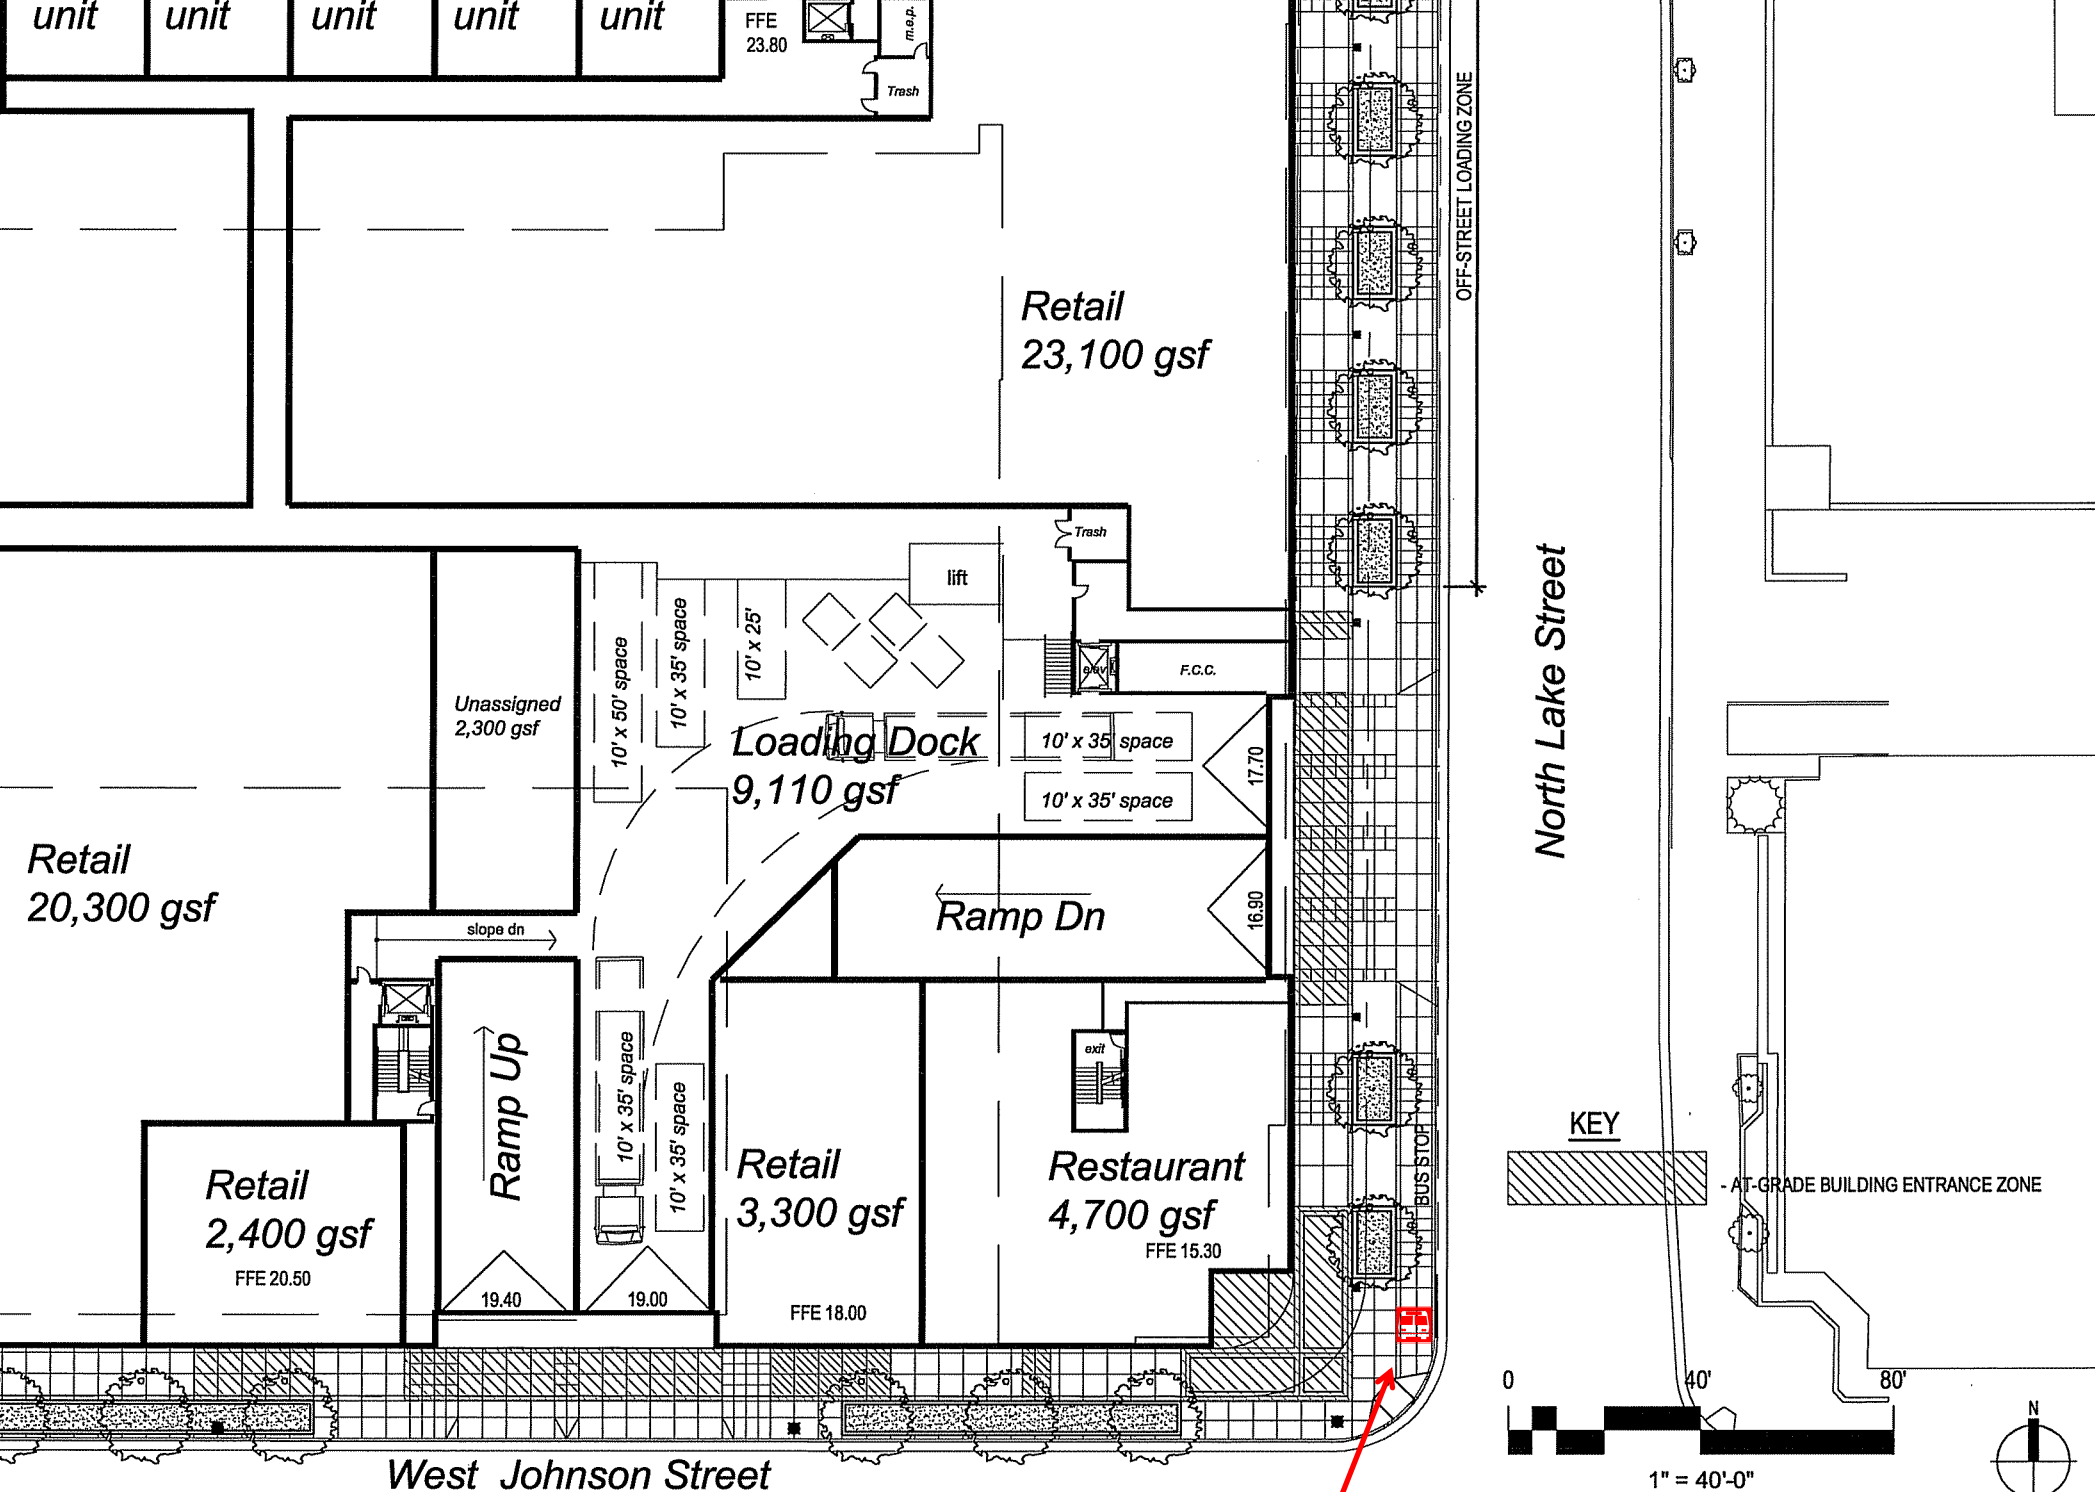 unit
unit
unit
unit
unit
FFE
23.80
m.e.p.
Trash
OFF-STREET LOADING ZONE
Retail
23,100 gsf
Trash
lift
10' x 50' space
10' x 35' space
10' x 25'
elev
F.C.C.
Unassigned
2,300 gsf
Loading Dock
9,110 gsf
10' x 35' space
10' x 35' space
17.70
North Lake Street
Retail
20,300 gsf
slope dn
Ramp Dn
16.90
Ramp Up
10' x 35' space
10' x 35' space
exit
Retail
2,400 gsf
FFE 20.50
19.40
19.00
Retail
3,300 gsf
FFE 18.00
Restaurant
4,700 gsf
FFE 15.30
BUS STOP
KEY
- AT-GRADE BUILDING ENTRANCE ZONE
0 40' 80'
1" = 40'-0"
N
West Johnson Street